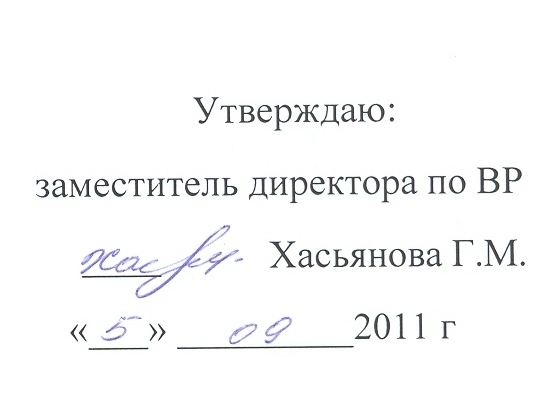 Утверждаю:
заместитель директора по ВР
Хасьянова Г.М.
«5» 09 2011 г